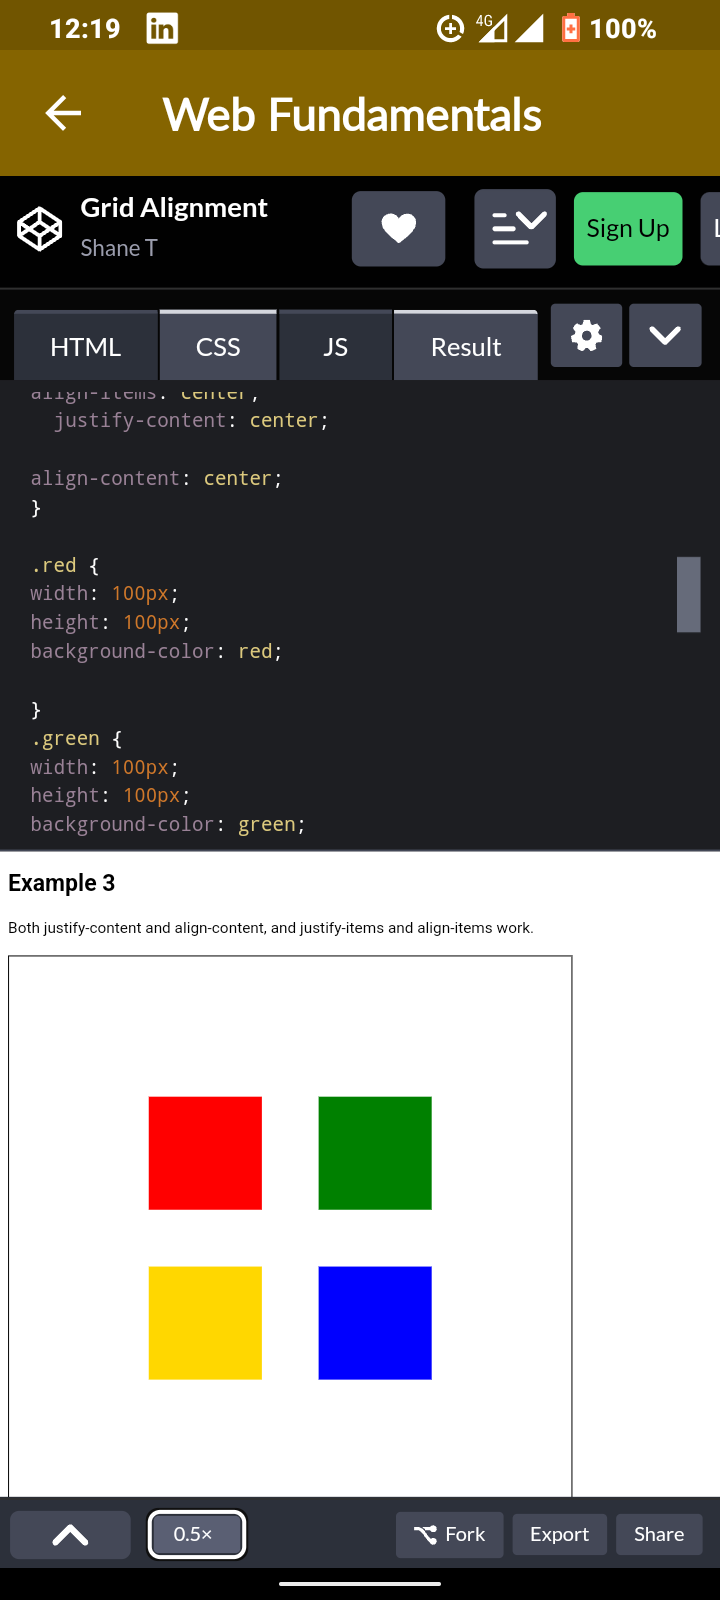 12:19 in 4G 100%
Web Fundamentals
Grid Alignment
Shane T
Sign Up
L
HTML CSS JS Result
align-items: center;
justify-content: center;
align-content: center;
}
.red {
width: 100px;
height: 100px;
background-color: red;
}
.green {
width: 100px;
height: 100px;
background-color: green;
Example 3
Both justify-content and align-content, and justify-items and align-items work.
0.5× Fork Export Share